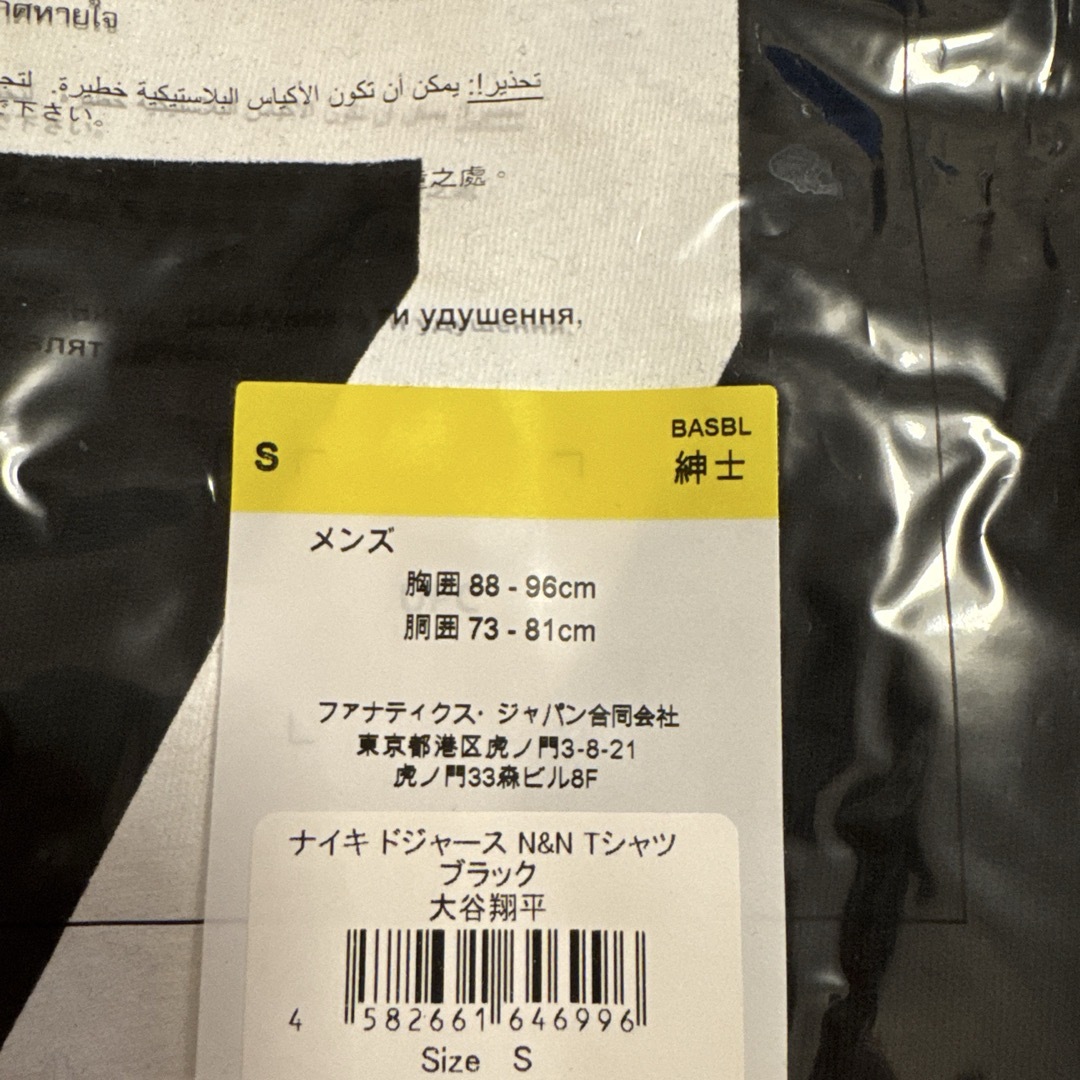 تحذير!: يمكن أن تكون الأكياس البلاستيكية خطيرة.
下さい。
之處。
и удушення,
S
BASBL
紳士
メンズ
胸囲 88 - 96cm
胴囲 73 - 81cm
ファナティクス・ジャパン合同会社
東京都港区虎ノ門3-8-21
虎ノ門33森ビル8F
ナイキ ドジャース N&N Tシャツ
ブラック
大谷翔平
4 582661 646996
Size S